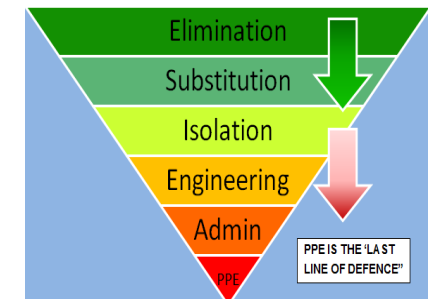 Elimination
Substitution
Isolation
Engineering
Admin
PPE
PPE IS THE ‘LAST
LINE OF DEFENCE”